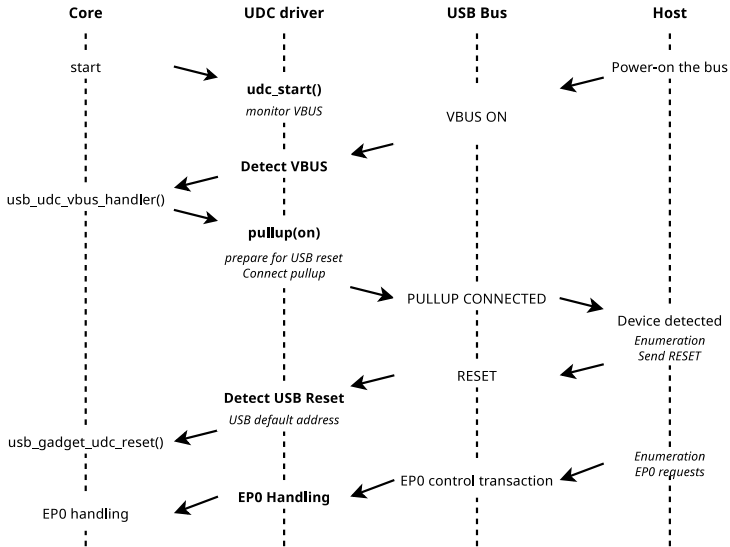 Core UDC driver USB Bus Host
start
Power-on the bus
udc_start()
monitor VBUS
VBUS ON
Detect VBUS
usb_udc_vbus_handler()
pullup(on)
prepare for USB reset
Connect pullup
PULLUP CONNECTED
Device detected
Enumeration
Send RESET
RESET
Detect USB Reset
USB default address
usb_gadget_udc_reset()
Enumeration
EP0 requests
EP0 control transaction
EP0 Handling
EP0 handling